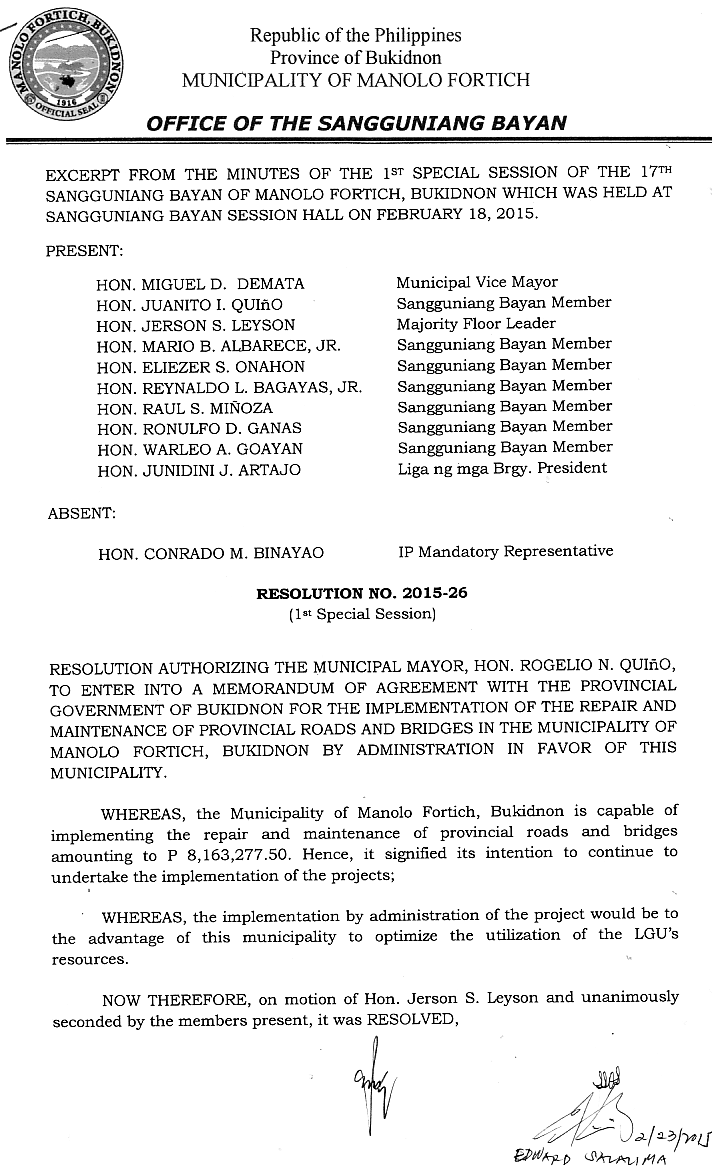 MANOLO FORTICH, BUKIDNON
1916
OFFICIAL SEAL
Republic of the Philippines
Province of Bukidnon
MUNICIPALITY OF MANOLO FORTICH
OFFICE OF THE SANGGUNIANG BAYAN
EXCERPT FROM THE MINUTES OF THE 1ST SPECIAL SESSION OF THE 17TH
SANGGUNIANG BAYAN OF MANOLO FORTICH, BUKIDNON WHICH WAS HELD AT
SANGGUNIANG BAYAN SESSION HALL ON FEBRUARY 18, 2015.
PRESENT:
HON. MIGUEL D. DEMATA Municipal Vice Mayor
HON. JUANITO I. QUIñO Sangguniang Bayan Member
HON. JERSON S. LEYSON Majority Floor Leader
HON. MARIO B. ALBARECE, JR. Sangguniang Bayan Member
HON. ELIEZER S. ONAHON Sangguniang Bayan Member
HON. REYNALDO L. BAGAYAS, JR. Sangguniang Bayan Member
HON. RAUL S. MIÑOZA Sangguniang Bayan Member
HON. RONULFO D. GANAS Sangguniang Bayan Member
HON. WARLEO A. GOAYAN Sangguniang Bayan Member
HON. JUNIDINI J. ARTAJO Liga ng mga Brgy. President
ABSENT:
HON. CONRADO M. BINAYAO IP Mandatory Representative
RESOLUTION NO. 2015-26
(1st Special Session)
RESOLUTION AUTHORIZING THE MUNICIPAL MAYOR, HON. ROGELIO N. QUIñO,
TO ENTER INTO A MEMORANDUM OF AGREEMENT WITH THE PROVINCIAL
GOVERNMENT OF BUKIDNON FOR THE IMPLEMENTATION OF THE REPAIR AND
MAINTENANCE OF PROVINCIAL ROADS AND BRIDGES IN THE MUNICIPALITY OF
MANOLO FORTICH, BUKIDNON BY ADMINISTRATION IN FAVOR OF THIS
MUNICIPALITY.
WHEREAS, the Municipality of Manolo Fortich, Bukidnon is capable of
implementing the repair and maintenance of provincial roads and bridges
amounting to P 8,163,277.50. Hence, it signified its intention to continue to
undertake the implementation of the projects;
WHEREAS, the implementation by administration of the project would be to
the advantage of this municipality to optimize the utilization of the LGU's
resources.
NOW THEREFORE, on motion of Hon. Jerson S. Leyson and unanimously
seconded by the members present, it was RESOLVED,
2/23/2015
EDWARD SALALIMA